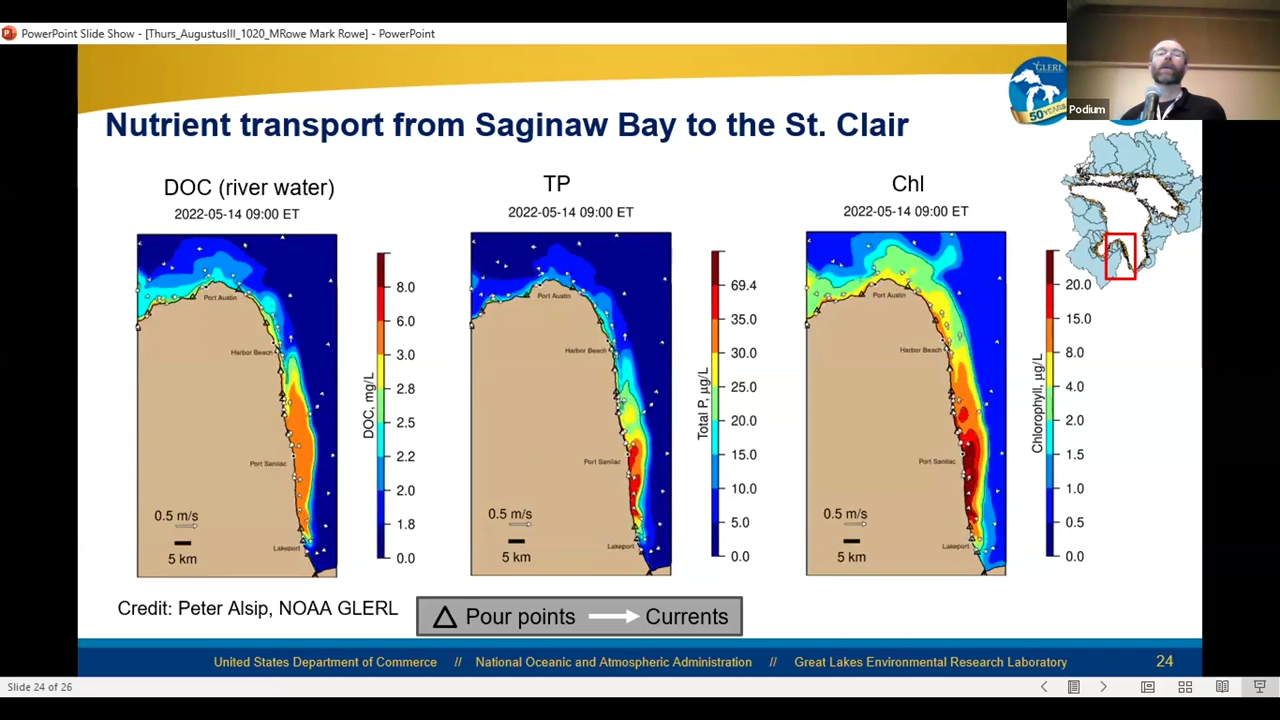 PowerPoint Slide Show - [Thurs_AugustusIII_1020_MRowe Mark Rowe] - PowerPoint
GLERL
50 YEARS
Podium
Nutrient transport from Saginaw Bay to the St. Clair
DOC (river water)
2022-05-14 09:00 ET
Port Austin
Harbor Beach
Port Sanilac
Lakeport
0.5 m/s
5 km
DOC, mg/L
8.0
6.0
3.0
2.8
2.5
2.2
2.0
1.8
0.0
TP
2022-05-14 09:00 ET
Port Austin
Harbor Beach
Port Sanilac
Lakeport
0.5 m/s
5 km
Total P, µg/L
69.4
35.0
30.0
25.0
20.0
15.0
10.0
5.0
0.0
Chl
2022-05-14 09:00 ET
Port Austin
Harbor Beach
Port Sanilac
Lakeport
0.5 m/s
5 km
Chlorophyll, µg/L
20.0
15.0
8.0
4.0
2.0
1.5
1.0
0.5
0.0
Credit: Peter Alsip, NOAA GLERL
Pour points
Currents
United States Department of Commerce // National Oceanic and Atmospheric Administration // Great Lakes Environmental Research Laboratory 24
Slide 24 of 26